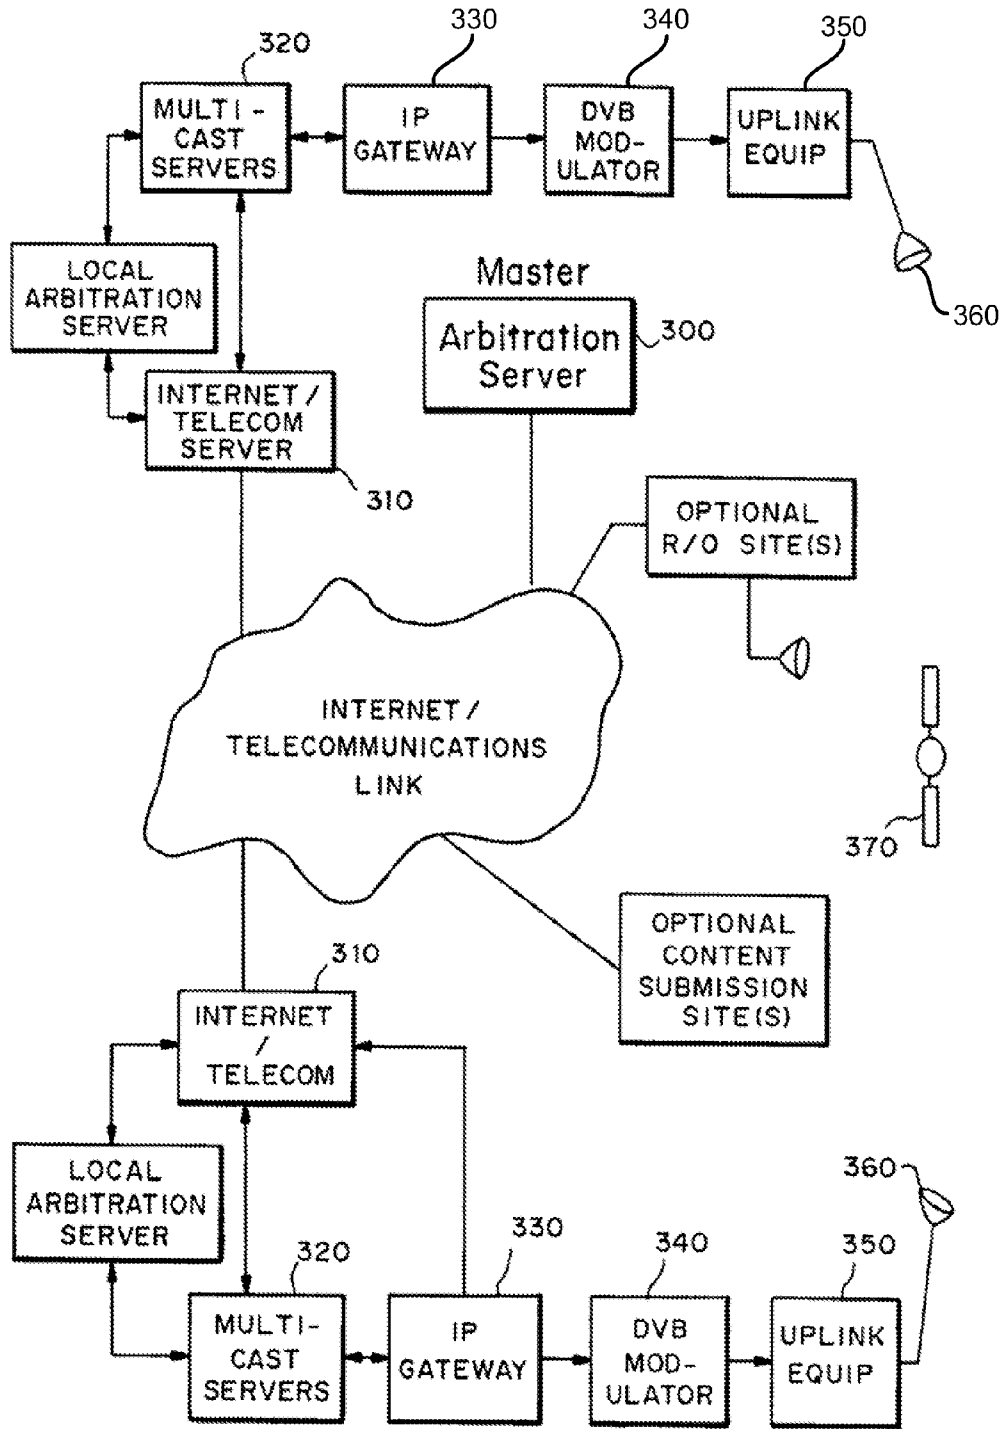 330
340
350
320
MULTI-
CAST
SERVERS
IP
GATEWAY
DVB
MOD-
ULATOR
UPLINK
EQUIP
LOCAL
ARBITRATION
SERVER
360
Master
Arbitration
Server
300
INTERNET/
TELECOM
SERVER
310
OPTIONAL
R/O SITE(S)
INTERNET/
TELECOMMUNICATIONS
LINK
370
OPTIONAL
CONTENT
SUBMISSION
SITE(S)
310
INTERNET
/
TELECOM
LOCAL
ARBITRATION
SERVER
360
320
330
340
350
MULTI-
CAST
SERVERS
IP
GATEWAY
DVB
MOD-
ULATOR
UPLINK
EQUIP